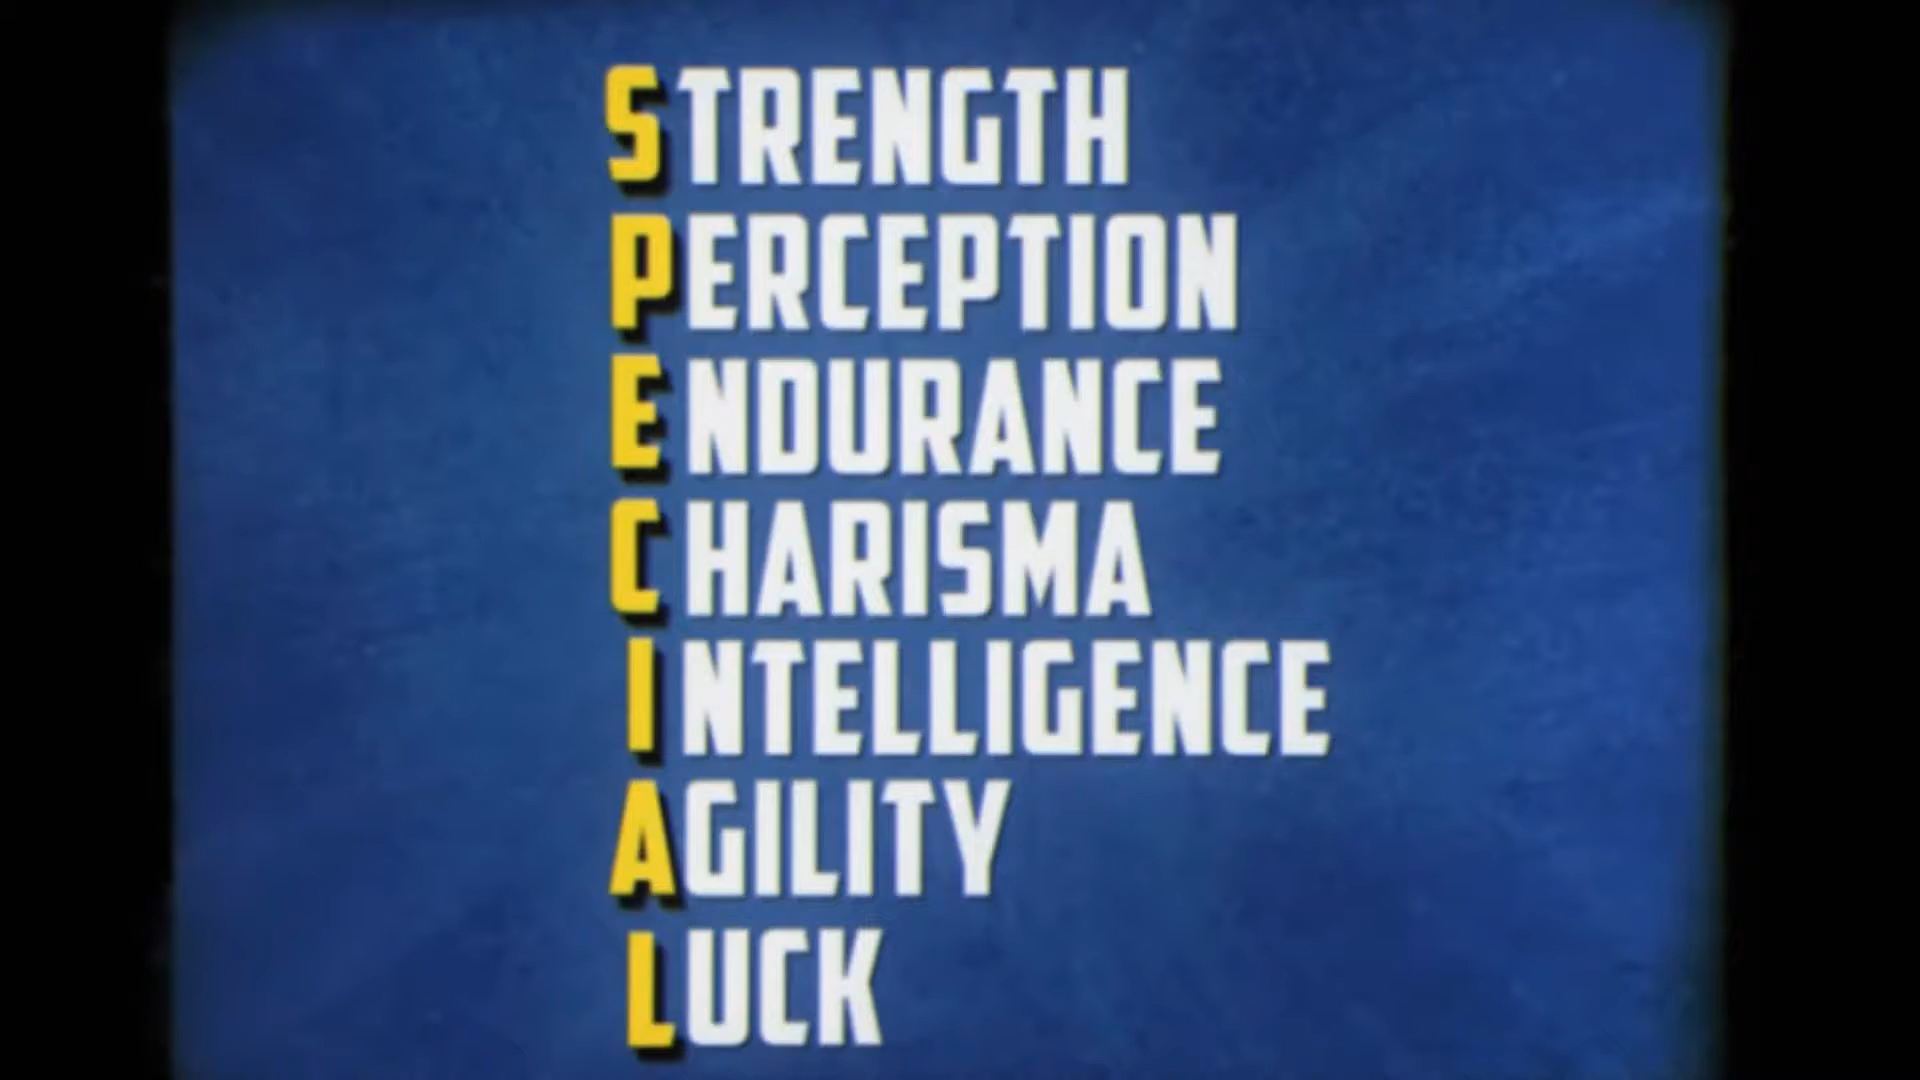 STRENGTH
PERCEPTION
ENDURANCE
CHARISMA
INTELLIGENCE
AGILITY
LUCK